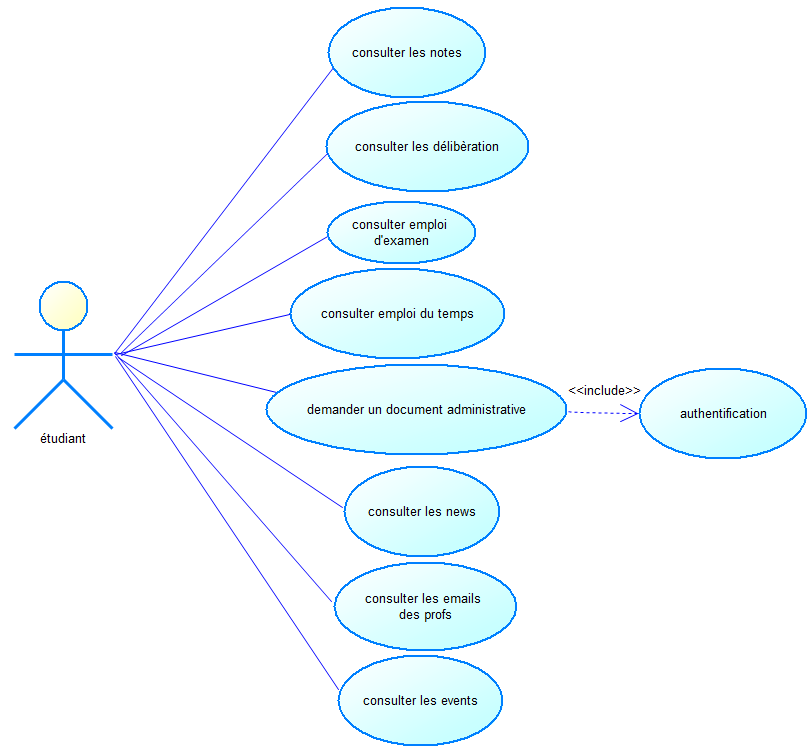 consulter les notes
consulter les délibèration
consulter emploi
d'examen
consulter emploi du temps
<<include>>
demander un document administrative
authentification
étudiant
consulter les news
consulter les emails
des profs
consulter les events